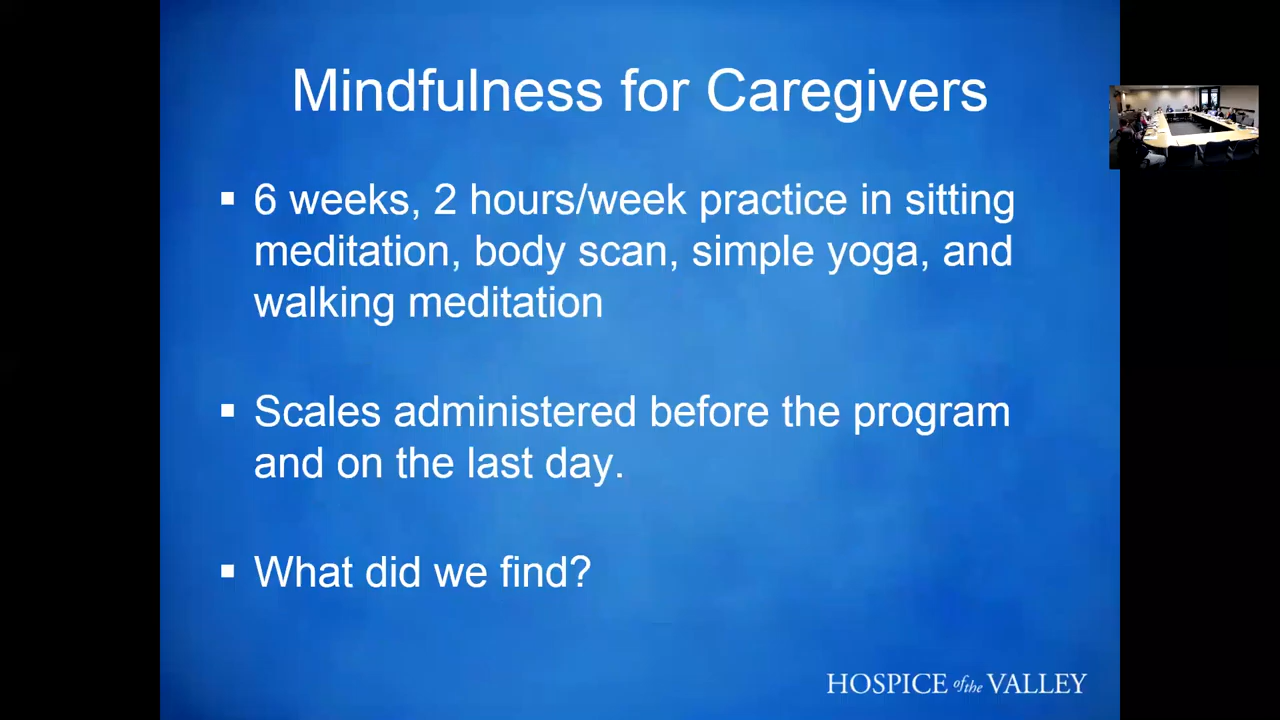 Mindfulness for Caregivers
▪ 6 weeks, 2 hours/week practice in sitting
meditation, body scan, simple yoga, and
walking meditation
▪ Scales administered before the program
and on the last day.
▪ What did we find?
HOSPICE of the VALLEY